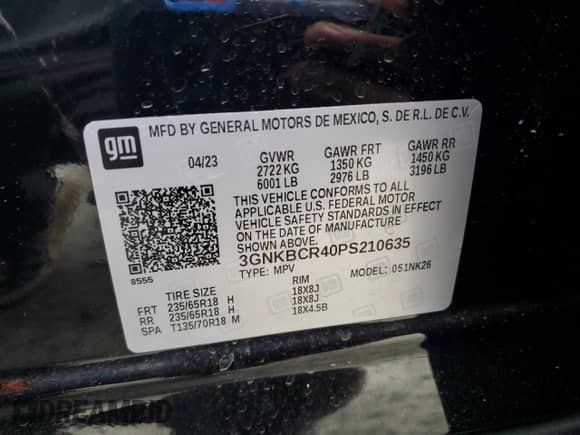 gm
MFD BY GENERAL MOTORS DE MEXICO, S. DE R.L. DE C.V.
04/23 GVWR GAWR FRT GAWR RR
2722 KG 1350 KG 1450 KG
6001 LB 2976 LB 3196 LB
THIS VEHICLE CONFORMS TO ALL
APPLICABLE U.S. FEDERAL MOTOR
VEHICLE SAFETY STANDARDS IN EFFECT
ON THE DATE OF MANUFACTURE
SHOWN ABOVE.
3GNKBCR40PS210635
8555 TYPE: MPV MODEL: 051NK26
TIRE SIZE RIM
FRT 235/65R18 H 18X8J
RR 235/65R18 H 18X8J
SPA T135/70R18 M 18X4.5B
IDREAMBID